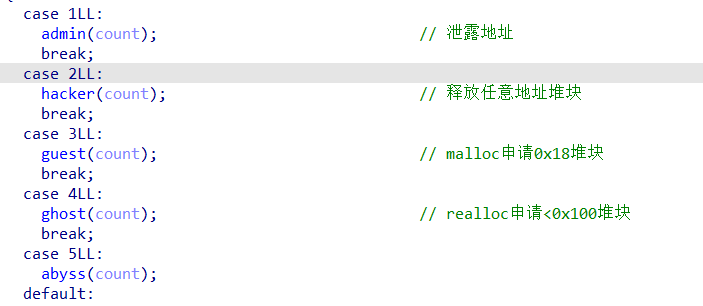 case 1LL:
admin(count); // 泄露地址
break;
case 2LL:
hacker(count); // 释放任意地址堆块
break;
case 3LL:
guest(count); // malloc申请0x18堆块
break;
case 4LL:
ghost(count); // realloc申请<0x100堆块
break;
case 5LL:
abyss(count);
default: